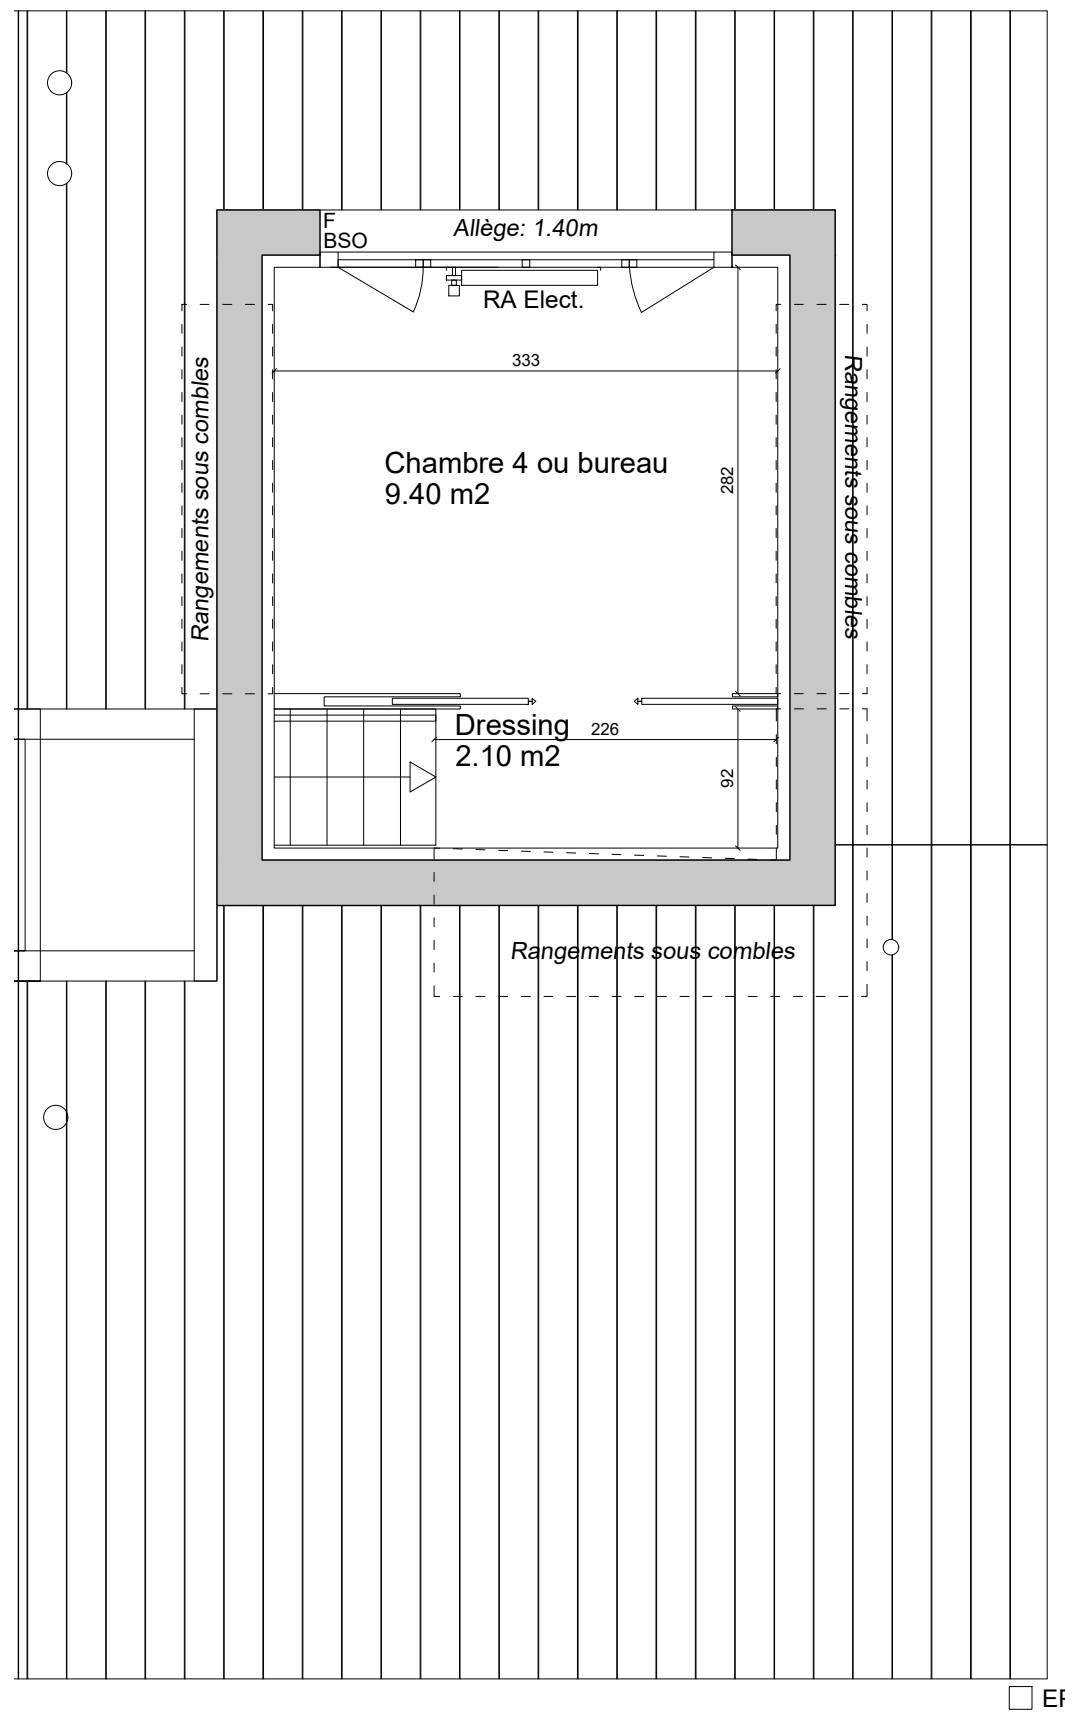 F
BSO
Allège: 1.40m
RA Elect.
333
Rangements sous combles
Rangements sous combles
Chambre 4 ou bureau
9.40 m2
282
Dressing
2.10 m2
226
92
Rangements sous combles